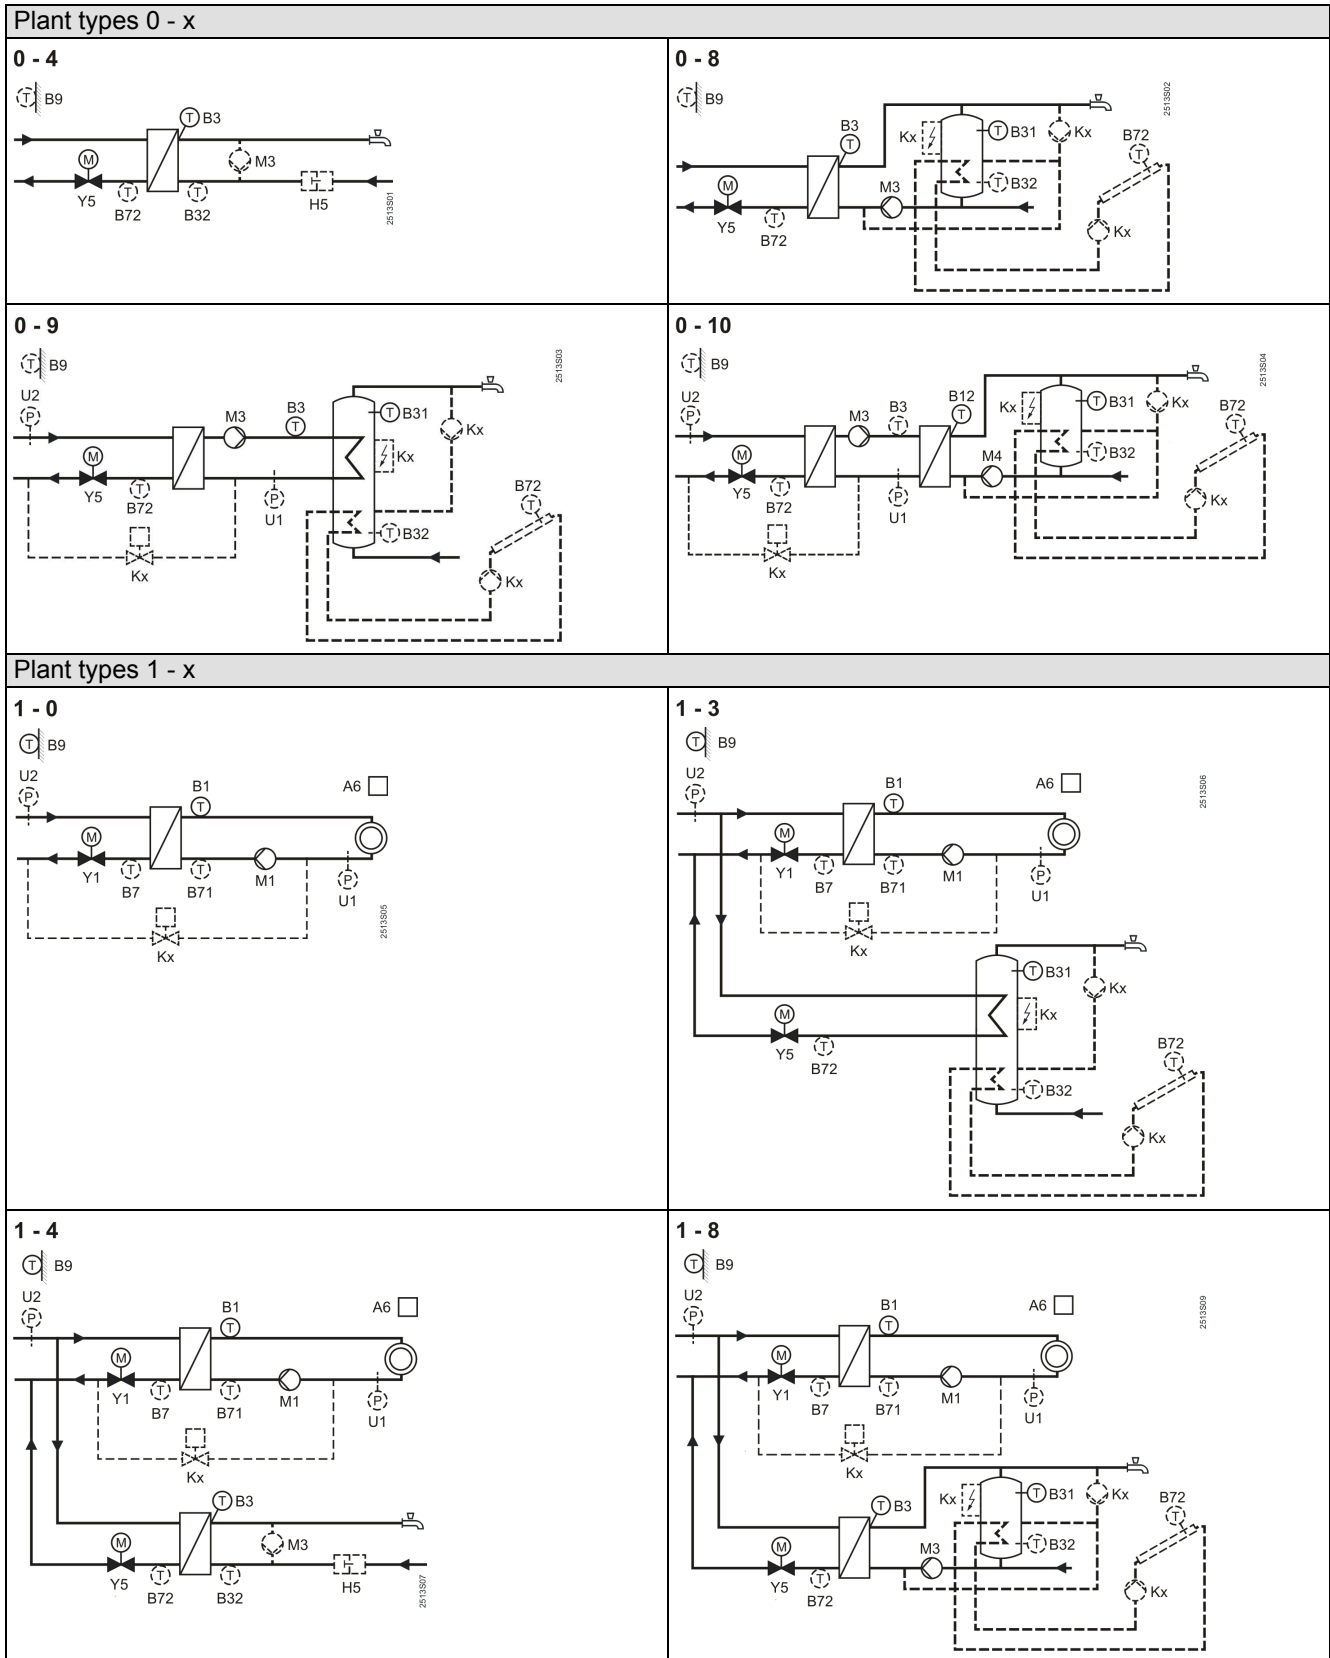 Plant types 0 - x
0 - 4
T B9
T B3
M
M3
Y5
T
B72
T
B32
H5
2513S01
0 - 8
T B9
B3
T
Kx
T B31
Kx
B72
T
2513S02
M
M3
T B32
Y5
T
B72
Kx
0 - 9
T B9
U2
P
M3
B3
T
T B31
Kx
2513S03
M
Kx
Y5
T
B72
P
U1
B72
T
T B32
Kx
Kx
0 - 10
T B9
U2
P
M3
B3
T
B12
T
Kx
T B31
Kx
B72
T
2513S04
M
M4
T B32
Y5
T
B72
P
U1
Kx
Kx
Plant types 1 - x
1 - 0
T B9
U2
P
B1
T
A6
M
Y1
T
B7
T
B71
M1
P
U1
2513S05
Kx
1 - 3
T B9
U2
P
B1
T
A6
2513S06
M
Y1
T
B7
T
B71
M1
P
U1
Kx
T B31
Kx
M
Kx
Y5
T
B72
B72
T
T B32
Kx
1 - 4
T B9
U2
P
B1
T
A6
M
Y1
T
B7
T
B71
M1
P
U1
Kx
T B3
M
M3
Y5
T
B72
T
B32
H5
2513S07
1 - 8
T B9
U2
P
B1
T
A6
2513S09
M
Y1
T
B7
T
B71
M1
P
U1
Kx
T B3
Kx
T B31
Kx
B72
T
M
M3
T B32
Y5
T
B72
Kx